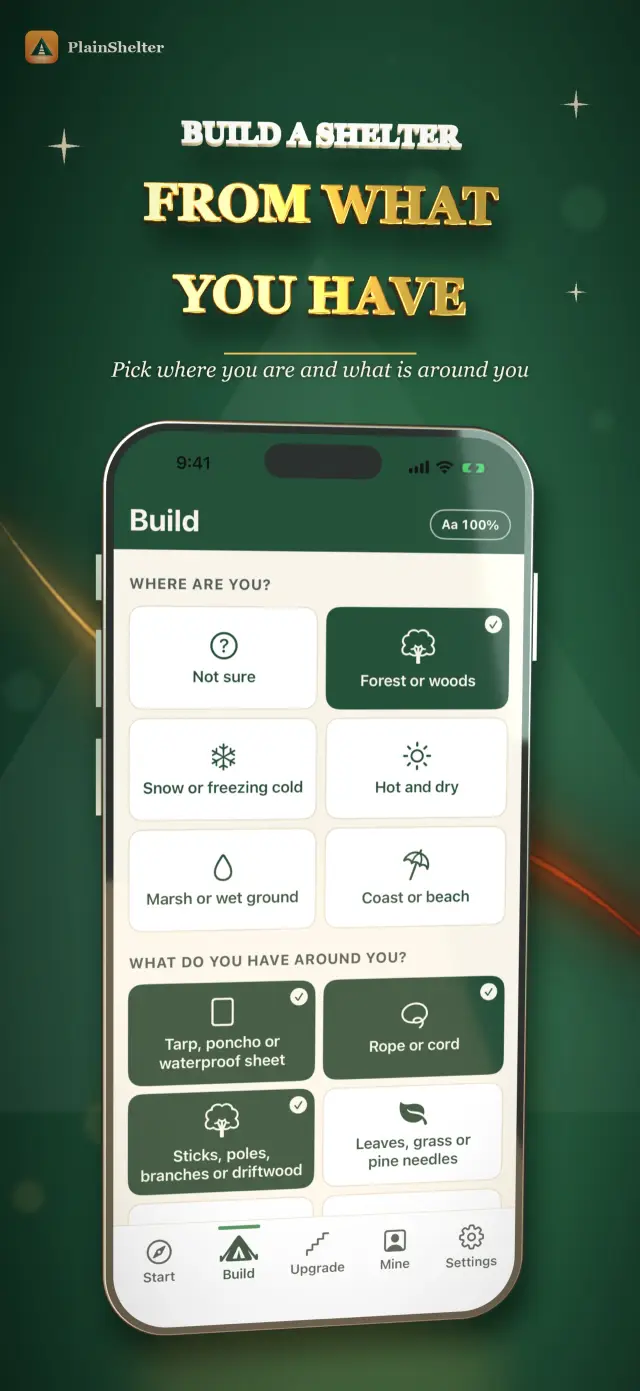 PlainShelter
BUILD A SHELTER
FROM WHAT
YOU HAVE
Pick where you are and what is around you
9:41
Build
Aa 100%
WHERE ARE YOU?
Not sure
Forest or woods
Snow or freezing cold
Hot and dry
Marsh or wet ground
Coast or beach
WHAT DO YOU HAVE AROUND YOU?
Tarp, poncho or
waterproof sheet
Rope or cord
Sticks, poles,
branches or driftwood
Leaves, grass or
pine needles
Start
Build
Upgrade
Mine
Settings